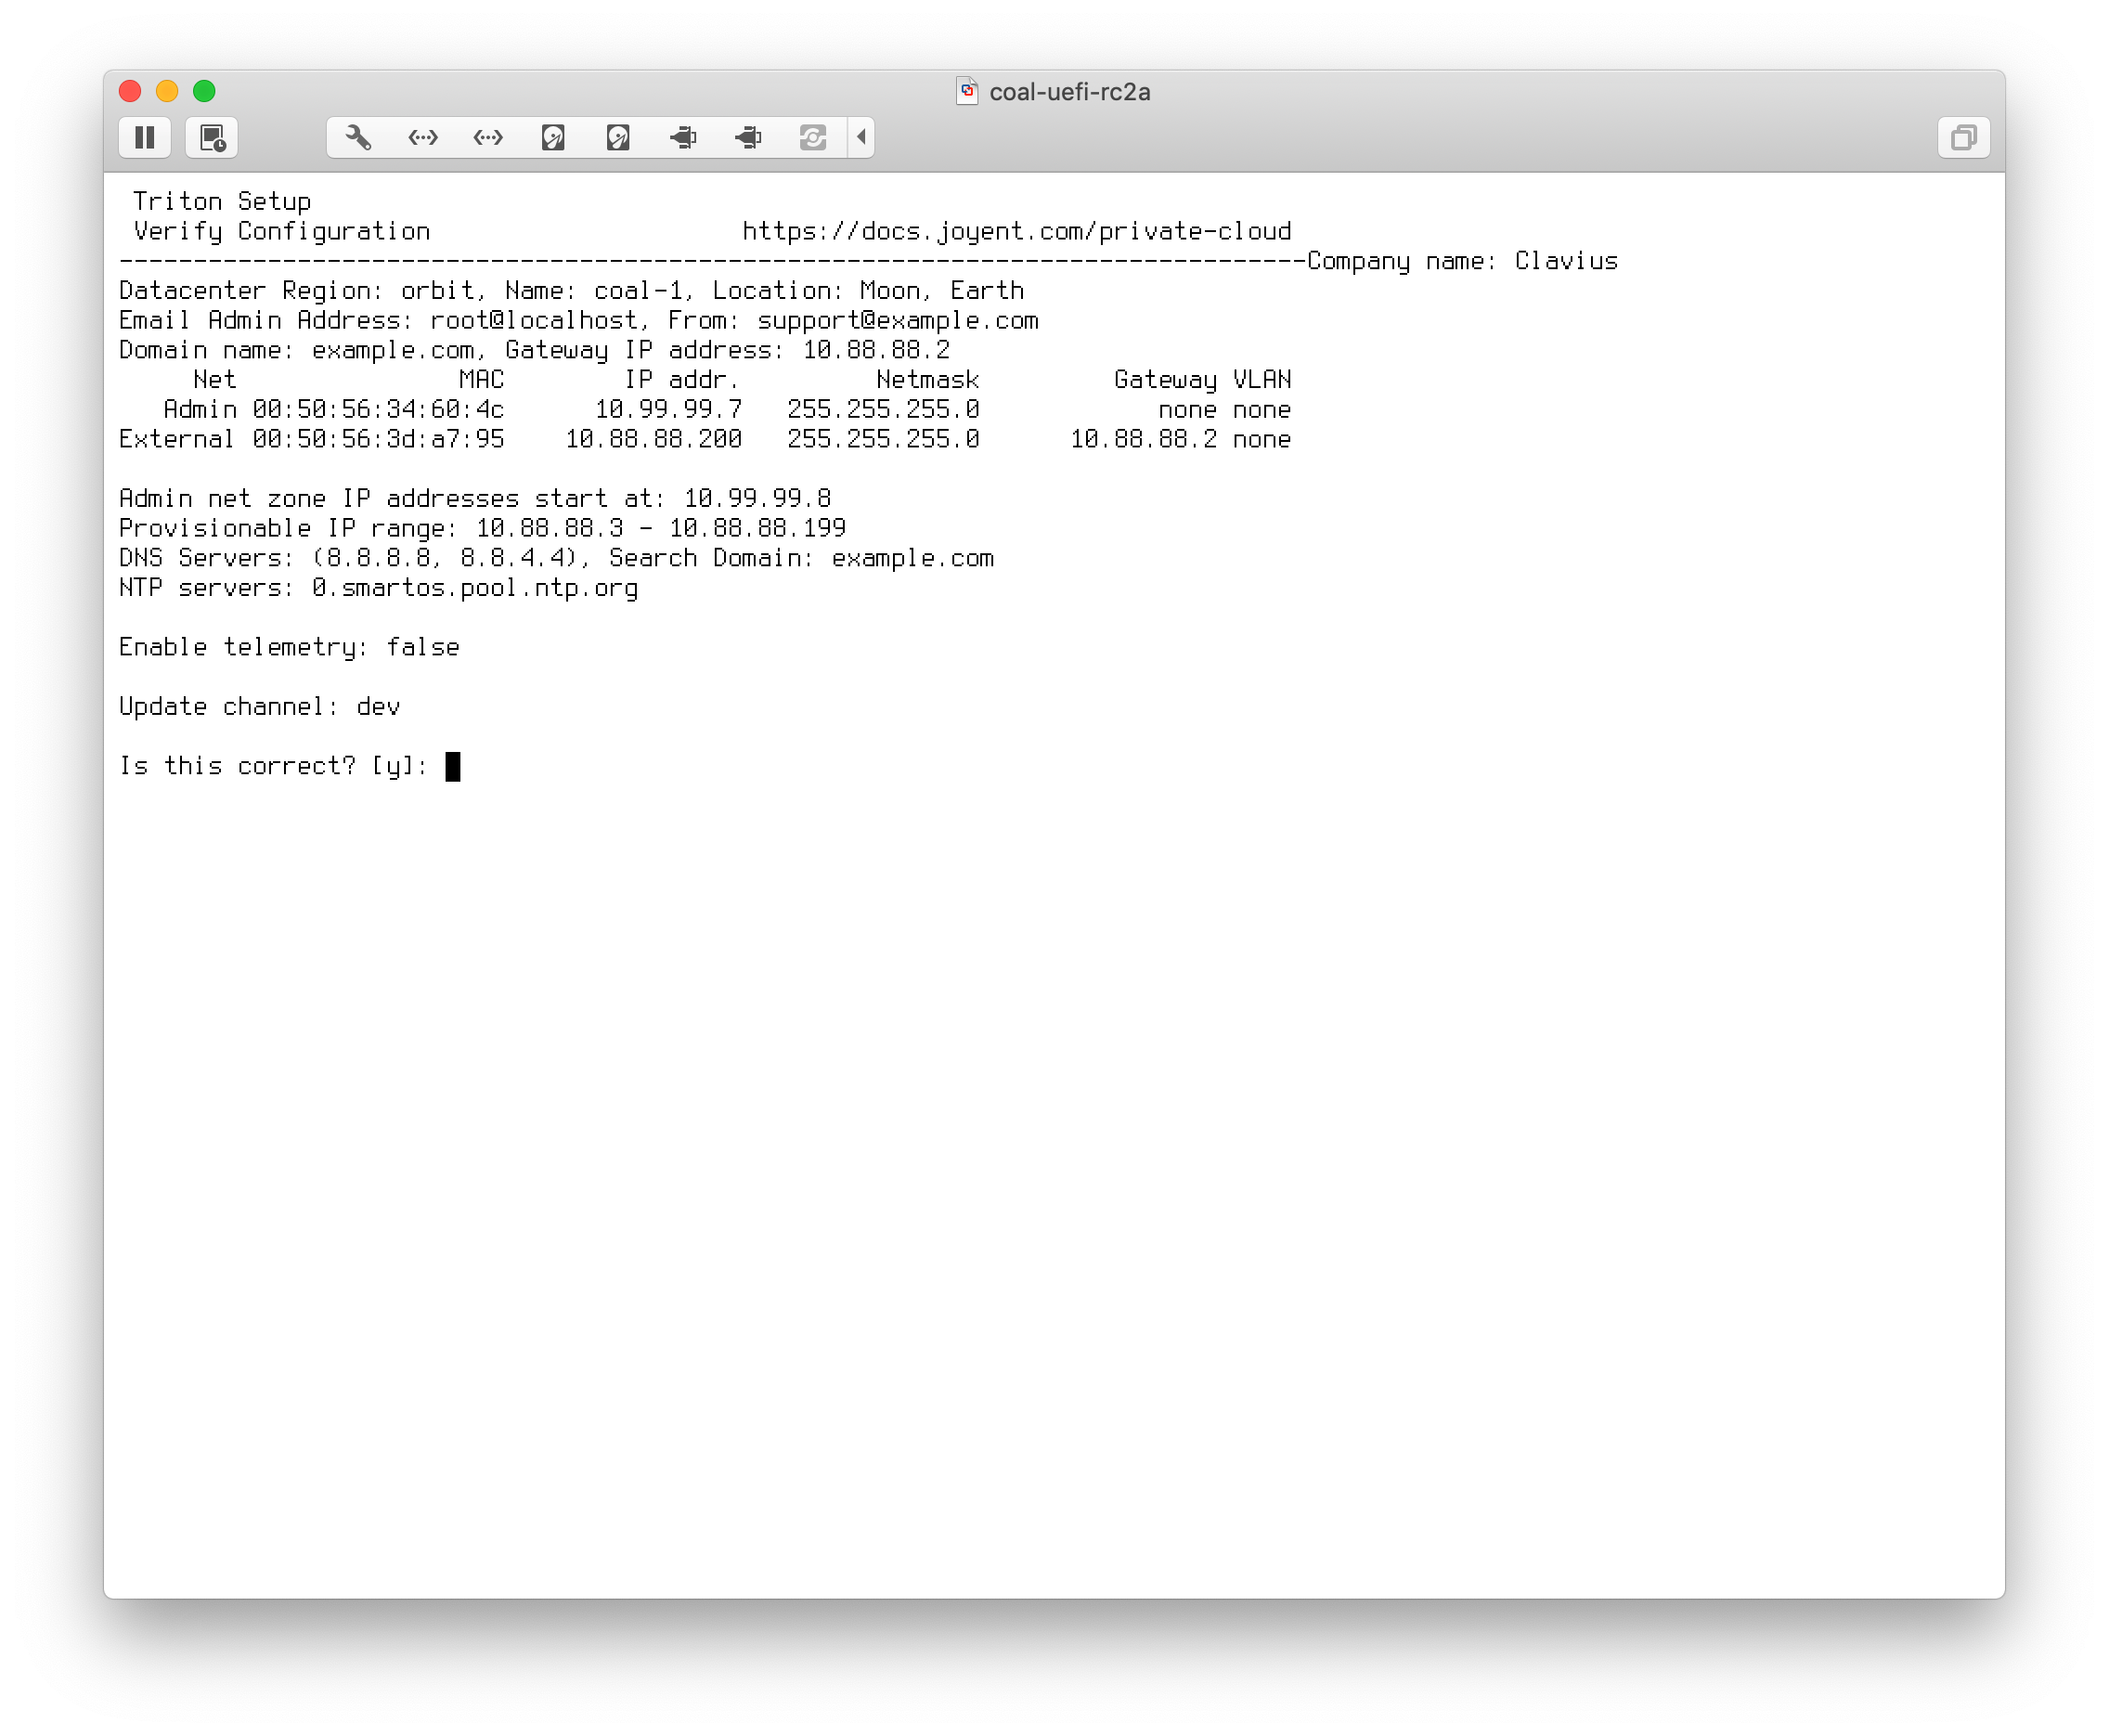 coal-uefi-rc2a
Triton Setup
Verify Configuration                     https://docs.joyent.com/private-cloud
--------------------------------------------------------------------------------Company name: Clavius
Datacenter Region: orbit, Name: coal-1, Location: Moon, Earth
Email Admin Address: root@localhost, From: support@example.com
Domain name: example.com, Gateway IP address: 10.88.88.2
     Net               MAC        IP addr.         Netmask         Gateway VLAN
   Admin 00:50:56:34:60:4c      10.99.99.7   255.255.255.0            none none
External 00:50:56:3d:a7:95    10.88.88.200   255.255.255.0      10.88.88.2 none
Admin net zone IP addresses start at: 10.99.99.8
Provisionable IP range: 10.88.88.3 - 10.88.88.199
DNS Servers: (8.8.8.8, 8.8.4.4), Search Domain: example.com
NTP servers: 0.smartos.pool.ntp.org
Enable telemetry: false
Update channel: dev
Is this correct? [y]: